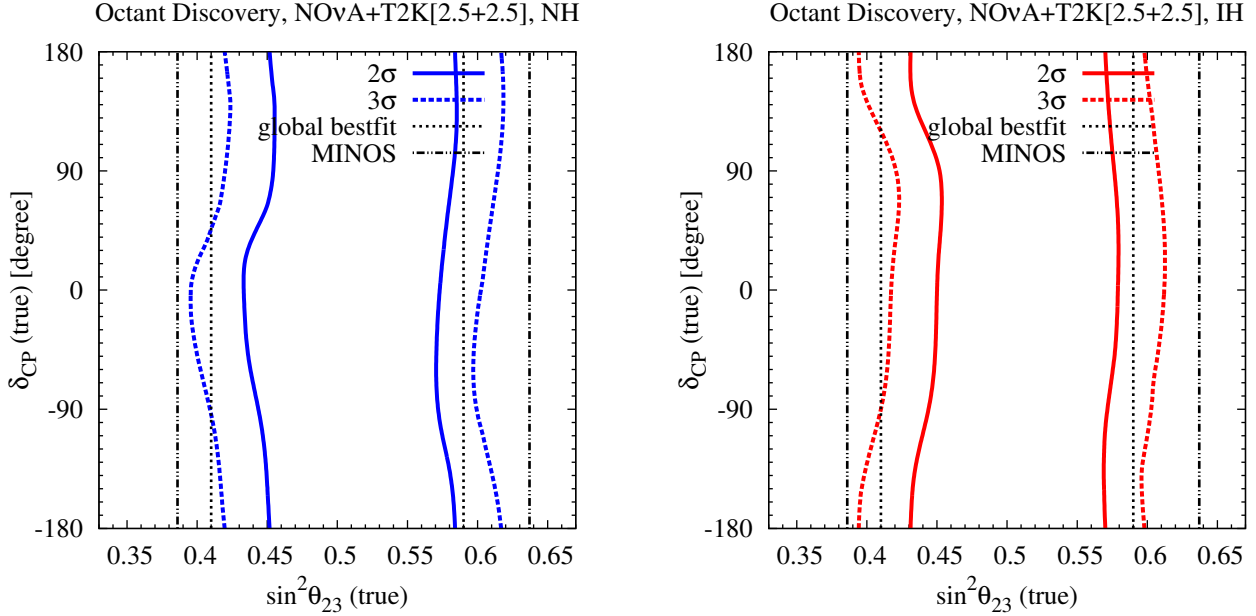 Octant Discovery, NOνA+T2K[2.5+2.5], NH
180
90
0
-90
-180
δCP (true) [degree]
2σ
3σ
global bestfit
MINOS
0.35 0.4 0.45 0.5 0.55 0.6 0.65
sin²θ23 (true)
Octant Discovery, NOνA+T2K[2.5+2.5], IH
180
90
0
-90
-180
δCP (true) [degree]
2σ
3σ
global bestfit
MINOS
0.35 0.4 0.45 0.5 0.55 0.6 0.65
sin²θ23 (true)